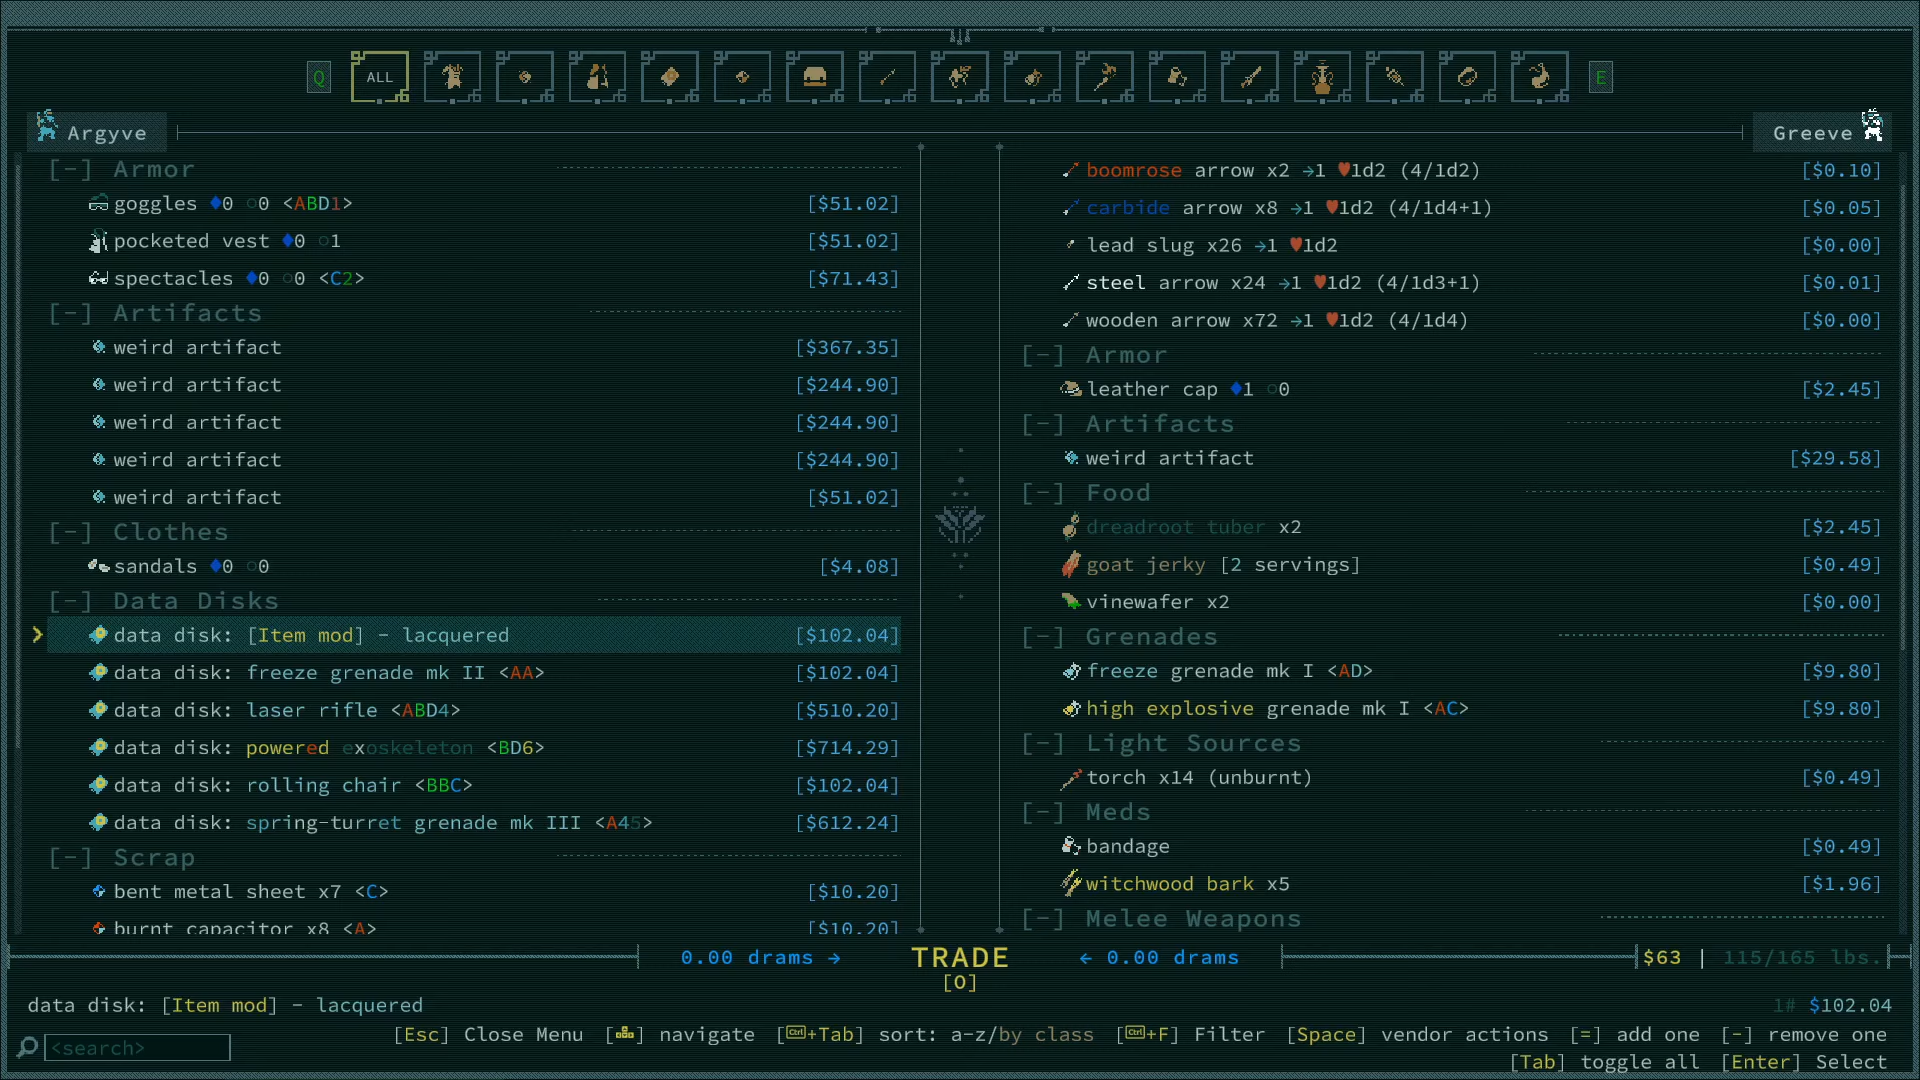 Q ALL E
Argyve
Greeve
[-] Armor
goggles ♦0 ○0 <ABD1> [$51.02]
pocketed vest ♦0 ○1 [$51.02]
spectacles ♦0 ○0 <C2> [$71.43]
[-] Artifacts
weird artifact [$367.35]
weird artifact [$244.90]
weird artifact [$244.90]
weird artifact [$244.90]
weird artifact [$51.02]
[-] Clothes
sandals ♦0 ○0 [$4.08]
[-] Data Disks
data disk: [Item mod] - lacquered [$102.04]
data disk: freeze grenade mk II <AA> [$102.04]
data disk: laser rifle <ABD4> [$510.20]
data disk: powered exoskeleton <BD6> [$714.29]
data disk: rolling chair <BBC> [$102.04]
data disk: spring-turret grenade mk III <A45> [$612.24]
[-] Scrap
bent metal sheet x7 <C> [$10.20]
burnt capacitor x8 <A> [$10.20]
boomrose arrow x2 →1 ♥1d2 (4/1d2) [$0.10]
carbide arrow x8 →1 ♥1d2 (4/1d4+1) [$0.05]
lead slug x26 →1 ♥1d2 [$0.00]
steel arrow x24 →1 ♥1d2 (4/1d3+1) [$0.01]
wooden arrow x72 →1 ♥1d2 (4/1d4) [$0.00]
[-] Armor
leather cap ♦1 ○0 [$2.45]
[-] Artifacts
weird artifact [$29.58]
[-] Food
dreadroot tuber x2 [$2.45]
goat jerky [2 servings] [$0.49]
vinewafer x2 [$0.00]
[-] Grenades
freeze grenade mk I <AD> [$9.80]
high explosive grenade mk I <AC> [$9.80]
[-] Light Sources
torch x14 (unburnt) [$0.49]
[-] Meds
bandage [$0.49]
witchwood bark x5 [$1.96]
[-] Melee Weapons
0.00 drams → TRADE ← 0.00 drams $63 | 115/165 lbs.
[O]
data disk: [Item mod] - lacquered 1# $102.04
<search> [Esc] Close Menu [ ] navigate [Ctrl+Tab] sort: a-z/by class [Ctrl+F] Filter [Space] vendor actions [=] add one [-] remove one
[Tab] toggle all [Enter] Select